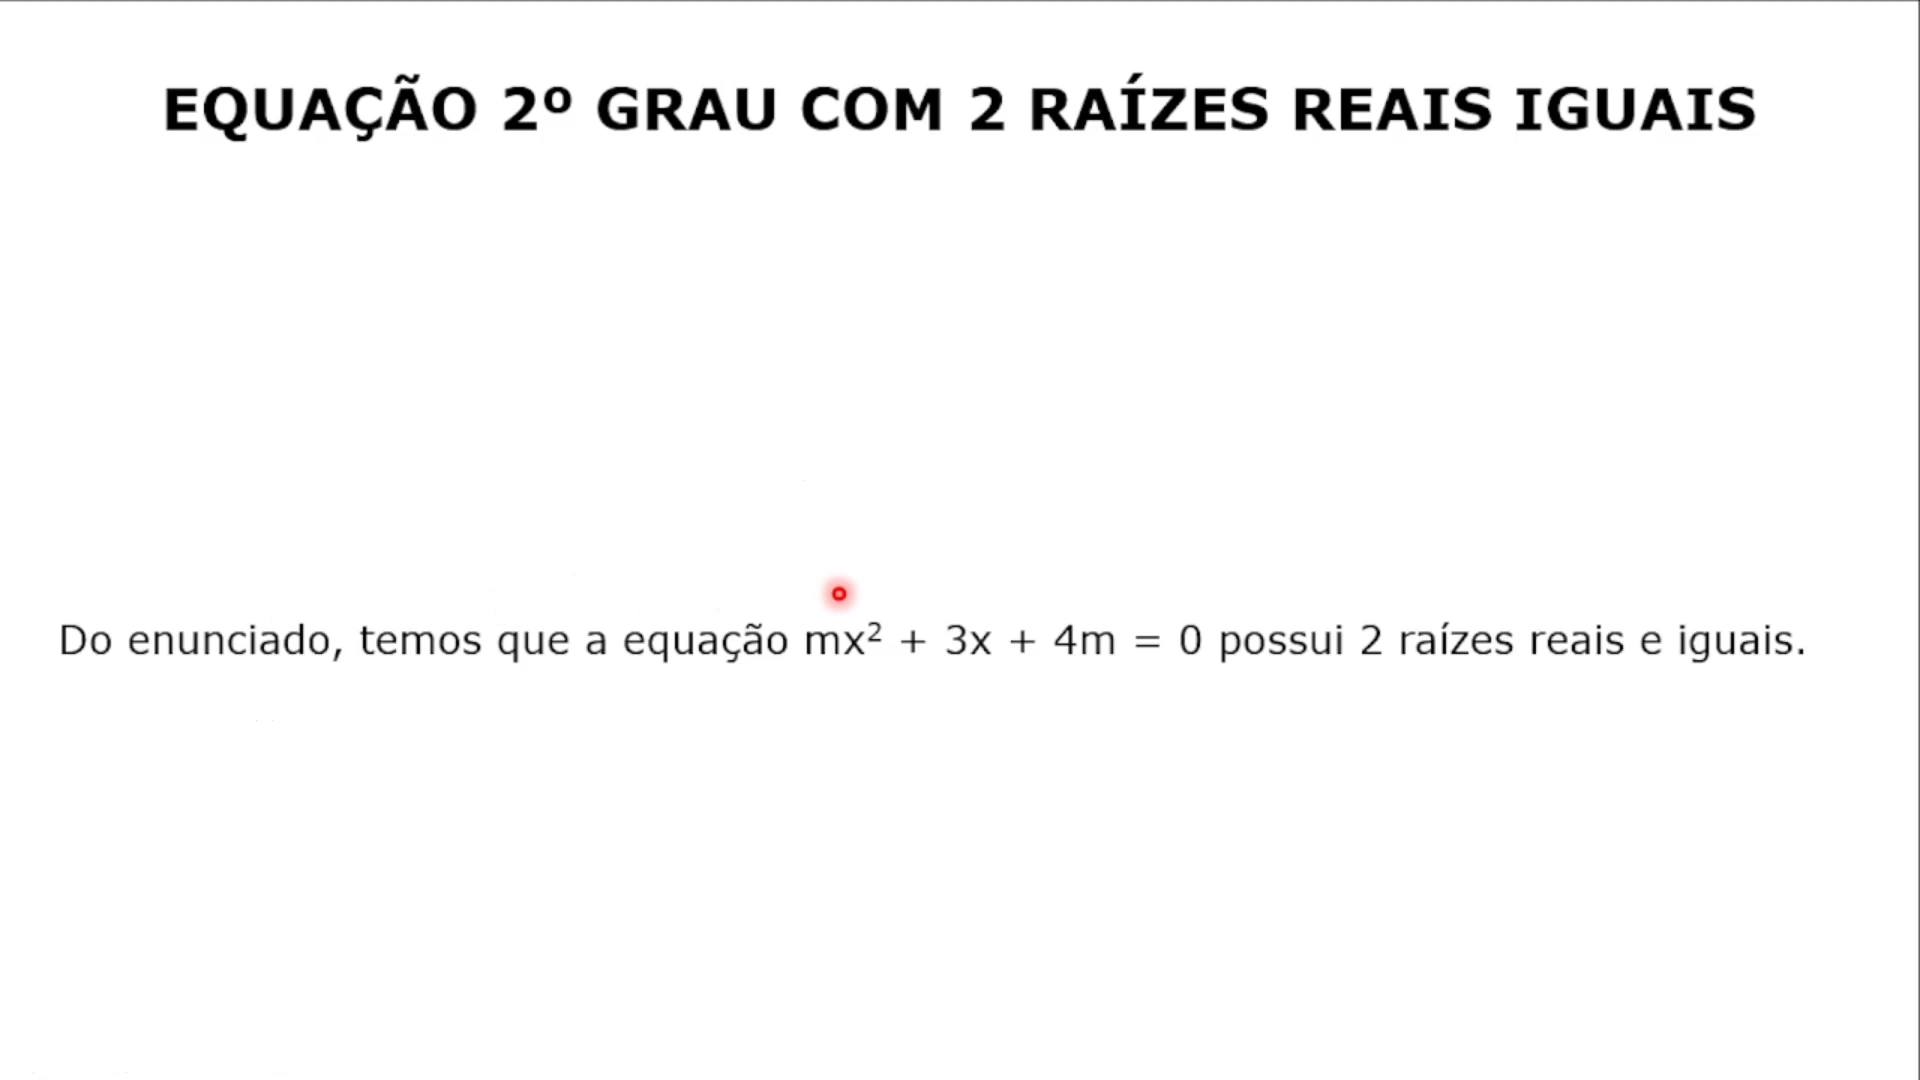 EQUAÇÃO 2º GRAU COM 2 RAÍZES REAIS IGUAIS
Do enunciado, temos que a equação mx² + 3x + 4m = 0 possui 2 raízes reais e iguais.